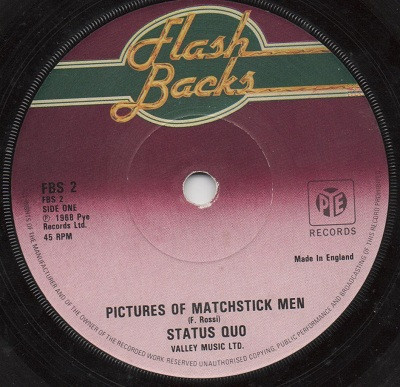 Flash
Backs
FBS 2
FBS 2
SIDE ONE
℗ 1968 Pye
Records Ltd.
45 RPM
PYE
RECORDS
Made In England
PICTURES OF MATCHSTICK MEN
(F. Rossi)
STATUS QUO
VALLEY MUSIC LTD.
COPYRIGHTS OF THE MANUFACTURER AND OF THE OWNER OF THE RECORDED WORK RESERVED UNAUTHORISED COPYING, PUBLIC PERFORMANCE AND BROADCASTING OF THIS RECORD PROHIBITED